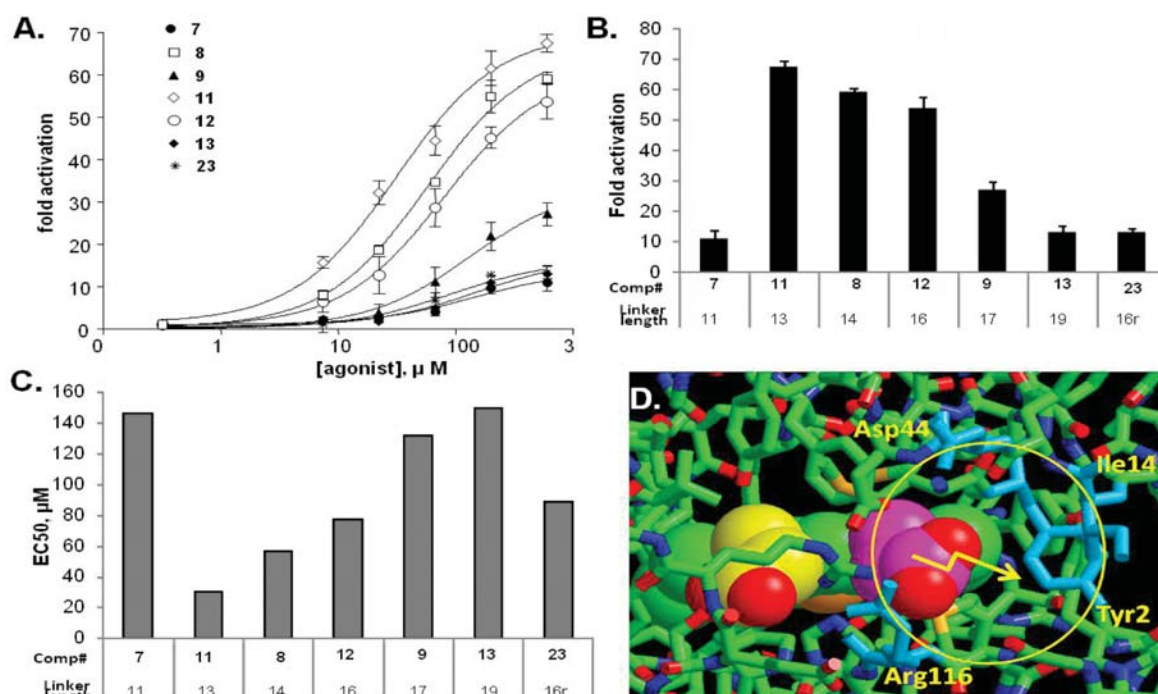 A.
70
60
50
40
30
20
10
0
fold activation
7
8
9
11
12
13
23
0 1 10 100 3
[agonist], µ M
B.
80
70
60
50
40
30
20
10
0
Fold activation
Comp# 7 11 8 12 9 13 23
Linker length 11 13 14 16 17 19 16r
C.
160
140
120
100
80
60
40
20
0
EC50, µM
Comp# 7 11 8 12 9 13 23
Linker length 11 13 14 16 17 19 16r
D.
Asp44
Ile14
Tyr2
Arg116